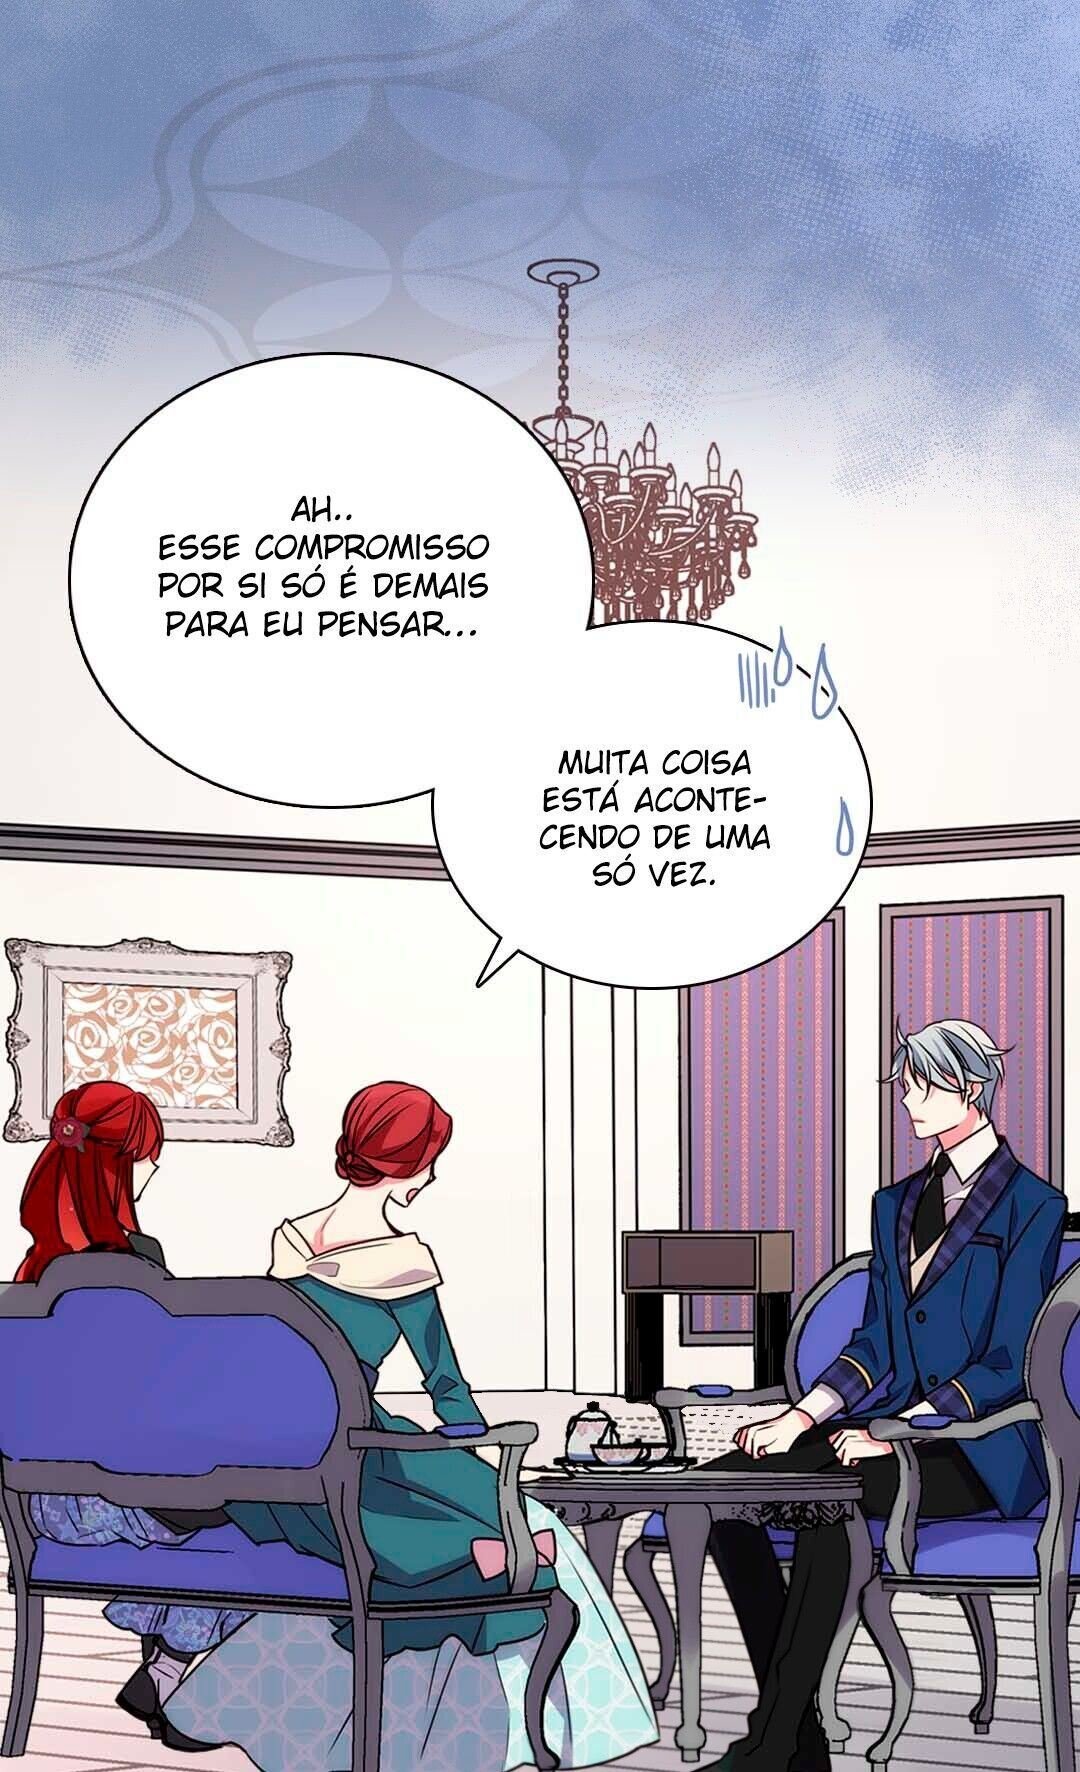 AH..
ESSE COMPROMISSO
POR SI SÓ É DEMAIS
PARA EU PENSAR...
MUITA COISA
ESTÁ ACONTE-
CENDO DE UMA
SÓ VEZ.